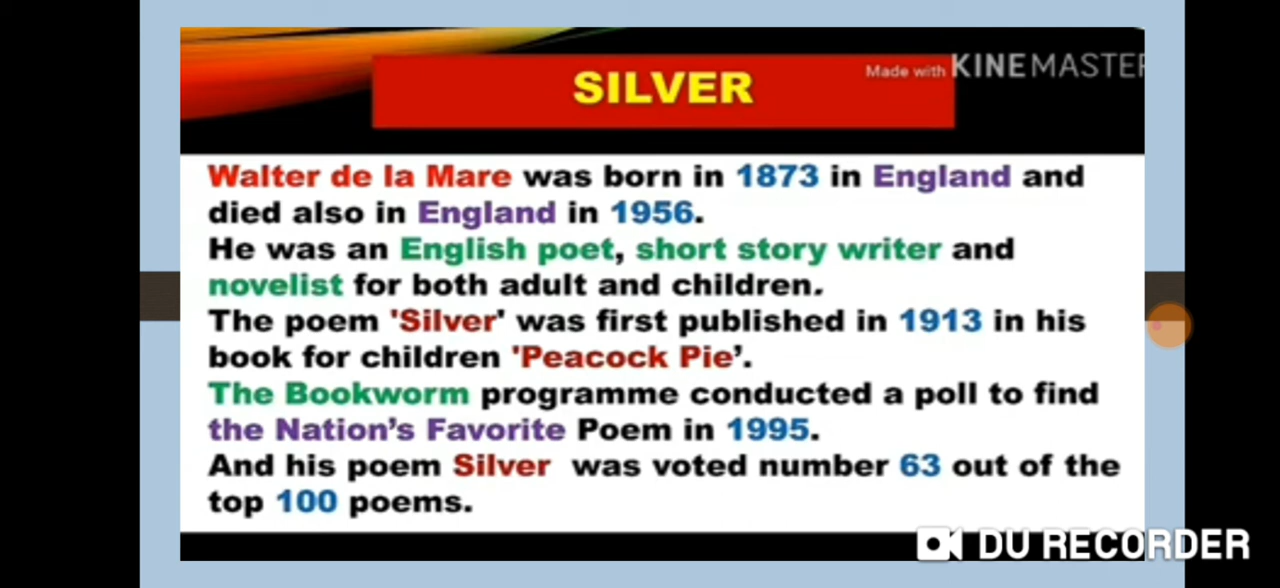 SILVER
Made with KINEMASTER
Walter de la Mare was born in 1873 in England and
died also in England in 1956.
He was an English poet, short story writer and
novelist for both adult and children.
The poem 'Silver' was first published in 1913 in his
book for children 'Peacock Pie’.
The Bookworm programme conducted a poll to find
the Nation’s Favorite Poem in 1995.
And his poem Silver was voted number 63 out of the
top 100 poems.
DU RECORDER